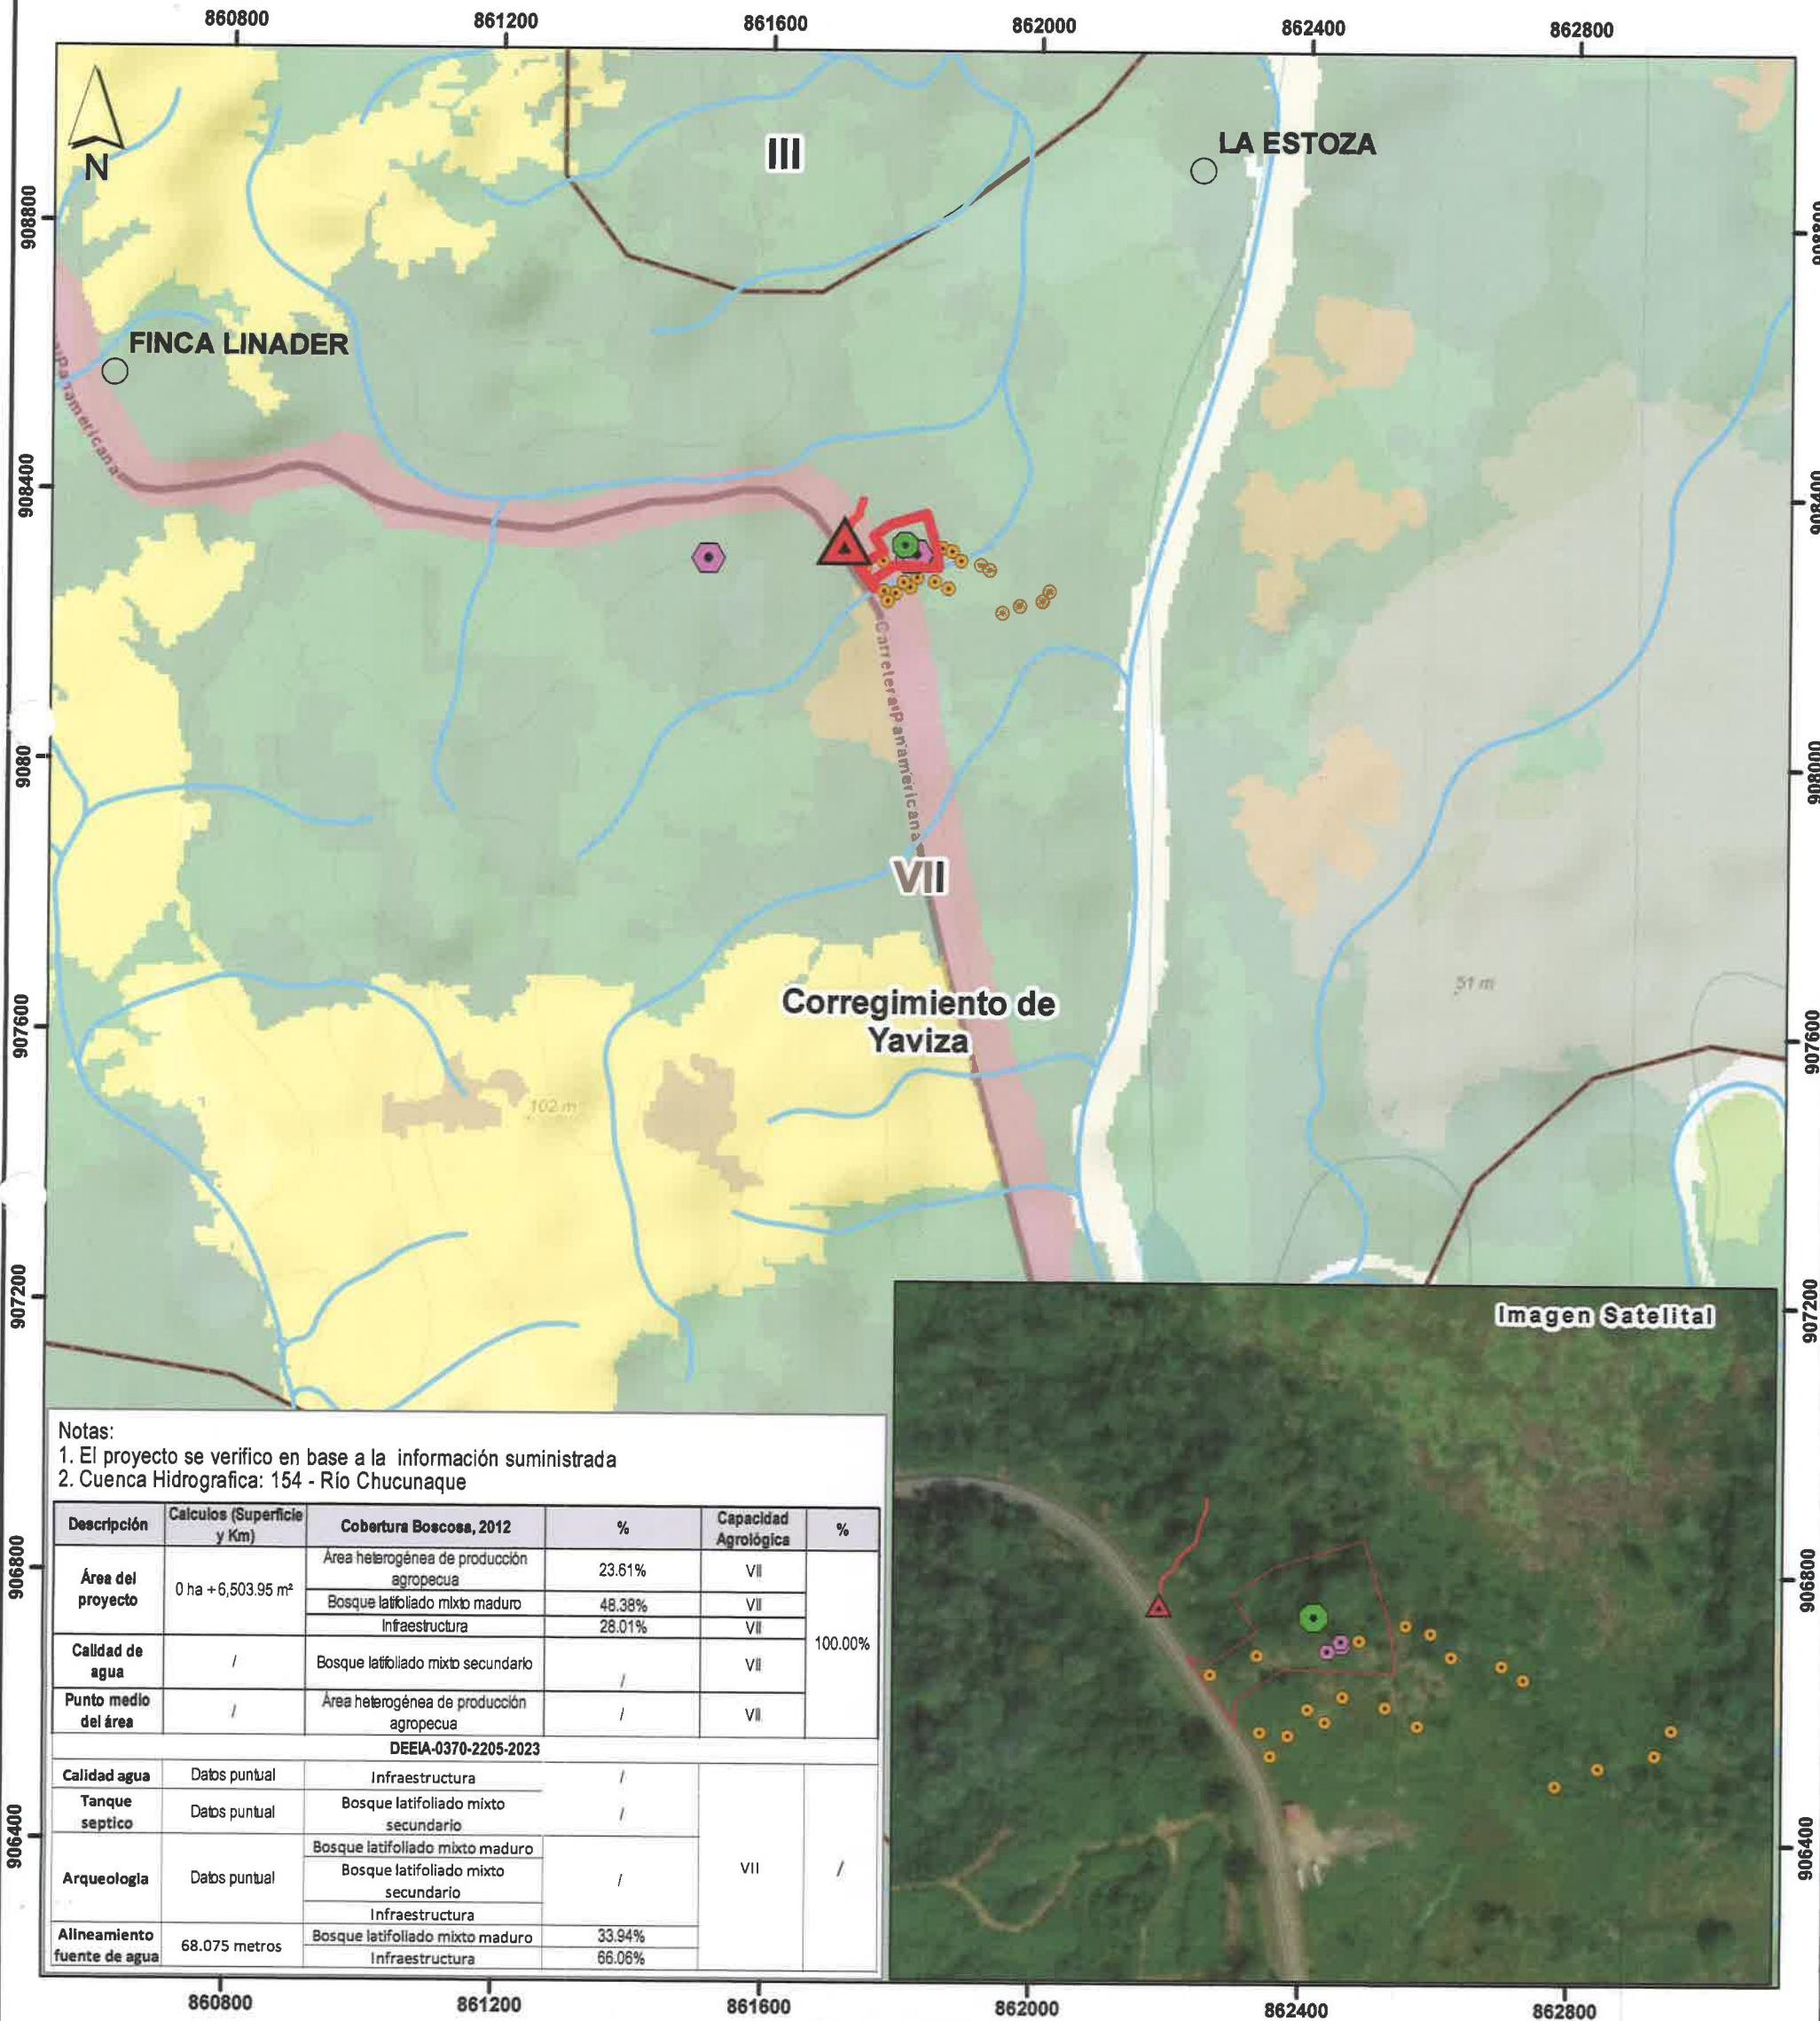 860800 861200 861600 862000 862400 862800
N
III
LA ESTOZA
908800
FINCA LINADER
Panamericana
908400
908400
Carretera Panamericana
9080
908000
VII
Corregimiento de
Yaviza
51 m
907600
907600
102 m
907200
907200
Imagen Satelital
Notas:
1. El proyecto se verifico en base a la información suministrada
2. Cuenca Hidrografica: 154 - Río Chucunaque
Descripción Calculos (Superficie y Km) Cobertura Boscosa, 2012 % Capacidad Agrológica %
Área del proyecto 0 ha + 6,503.95 m² Área heterogénea de producción agropecua 23.61% VII
Bosque latifoliado mixto maduro 48.38% VII
Infraestructura 28.01% VII
100.00%
Calidad de agua / Bosque latifoliado mixto secundario / VII
Punto medio del área / Área heterogénea de producción agropecua / VII
DEEIA-0370-2205-2023
Calidad agua Datos puntual Infraestructura /
Tanque septico Datos puntual Bosque latifoliado mixto secundario /
Arqueologia Datos puntual Bosque latifoliado mixto maduro
Bosque latifoliado mixto secundario / VII /
Infraestructura
Alineamiento fuente de agua 68.075 metros Bosque latifoliado mixto maduro 33.94%
Infraestructura 66.06%
906800
906800
906400
906400
860800 861200 861600 862000 862400 862800